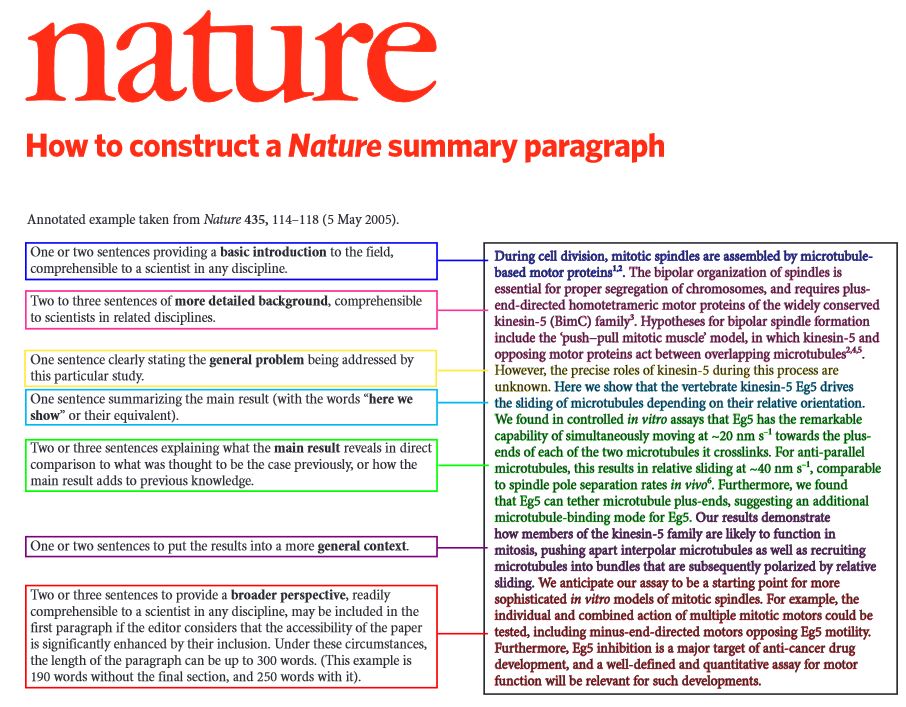 nature
How to construct a Nature summary paragraph
Annotated example taken from Nature 435, 114–118 (5 May 2005).
One or two sentences providing a basic introduction to the field,
comprehensible to a scientist in any discipline.
Two to three sentences of more detailed background, comprehensible
to scientists in related disciplines.
One sentence clearly stating the general problem being addressed by
this particular study.
One sentence summarizing the main result (with the words “here we
show” or their equivalent).
Two or three sentences explaining what the main result reveals in direct
comparison to what was thought to be the case previously, or how the
main result adds to previous knowledge.
One or two sentences to put the results into a more general context.
Two or three sentences to provide a broader perspective, readily
comprehensible to a scientist in any discipline, may be included in the
first paragraph if the editor considers that the accessibility of the paper
is significantly enhanced by their inclusion. Under these circumstances,
the length of the paragraph can be up to 300 words. (This example is
190 words without the final section, and 250 words with it).
During cell division, mitotic spindles are assembled by microtubule-
based motor proteins1,2. The bipolar organization of spindles is
essential for proper segregation of chromosomes, and requires plus-
end-directed homotetrameric motor proteins of the widely conserved
kinesin-5 (BimC) family3. Hypotheses for bipolar spindle formation
include the ‘push–pull mitotic muscle’ model, in which kinesin-5 and
opposing motor proteins act between overlapping microtubules2,4,5.
However, the precise roles of kinesin-5 during this process are
unknown. Here we show that the vertebrate kinesin-5 Eg5 drives
the sliding of microtubules depending on their relative orientation.
We found in controlled in vitro assays that Eg5 has the remarkable
capability of simultaneously moving at ~20 nm s−1 towards the plus-
ends of each of the two microtubules it crosslinks. For anti-parallel
microtubules, this results in relative sliding at ~40 nm s−1, comparable
to spindle pole separation rates in vivo6. Furthermore, we found
that Eg5 can tether microtubule plus-ends, suggesting an additional
microtubule-binding mode for Eg5. Our results demonstrate
how members of the kinesin-5 family are likely to function in
mitosis, pushing apart interpolar microtubules as well as recruiting
microtubules into bundles that are subsequently polarized by relative
sliding. We anticipate our assay to be a starting point for more
sophisticated in vitro models of mitotic spindles. For example, the
individual and combined action of multiple mitotic motors could be
tested, including minus-end-directed motors opposing Eg5 motility.
Furthermore, Eg5 inhibition is a major target of anti-cancer drug
development, and a well-defined and quantitative assay for motor
function will be relevant for such developments.